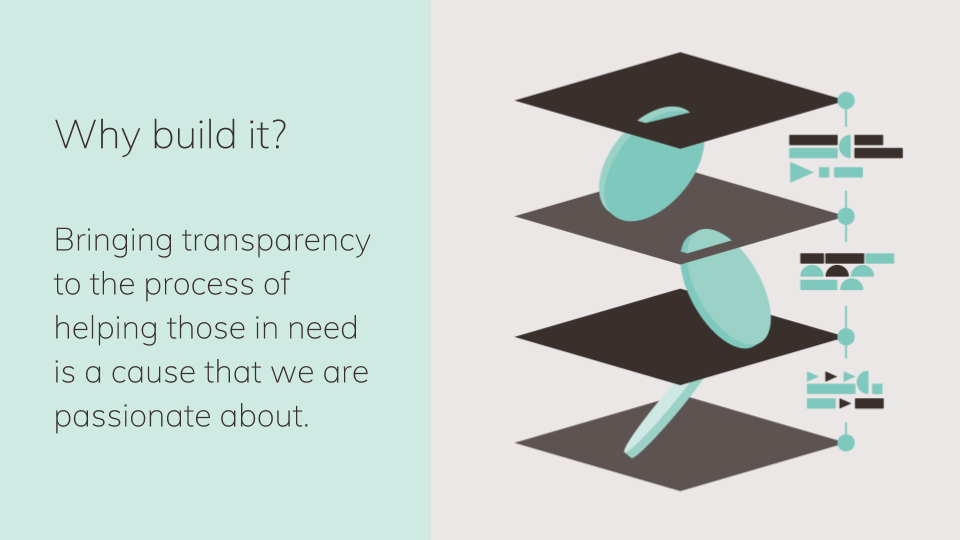 Why build it?
Bringing transparency
to the process of
helping those in need
is a cause that we are
passionate about.